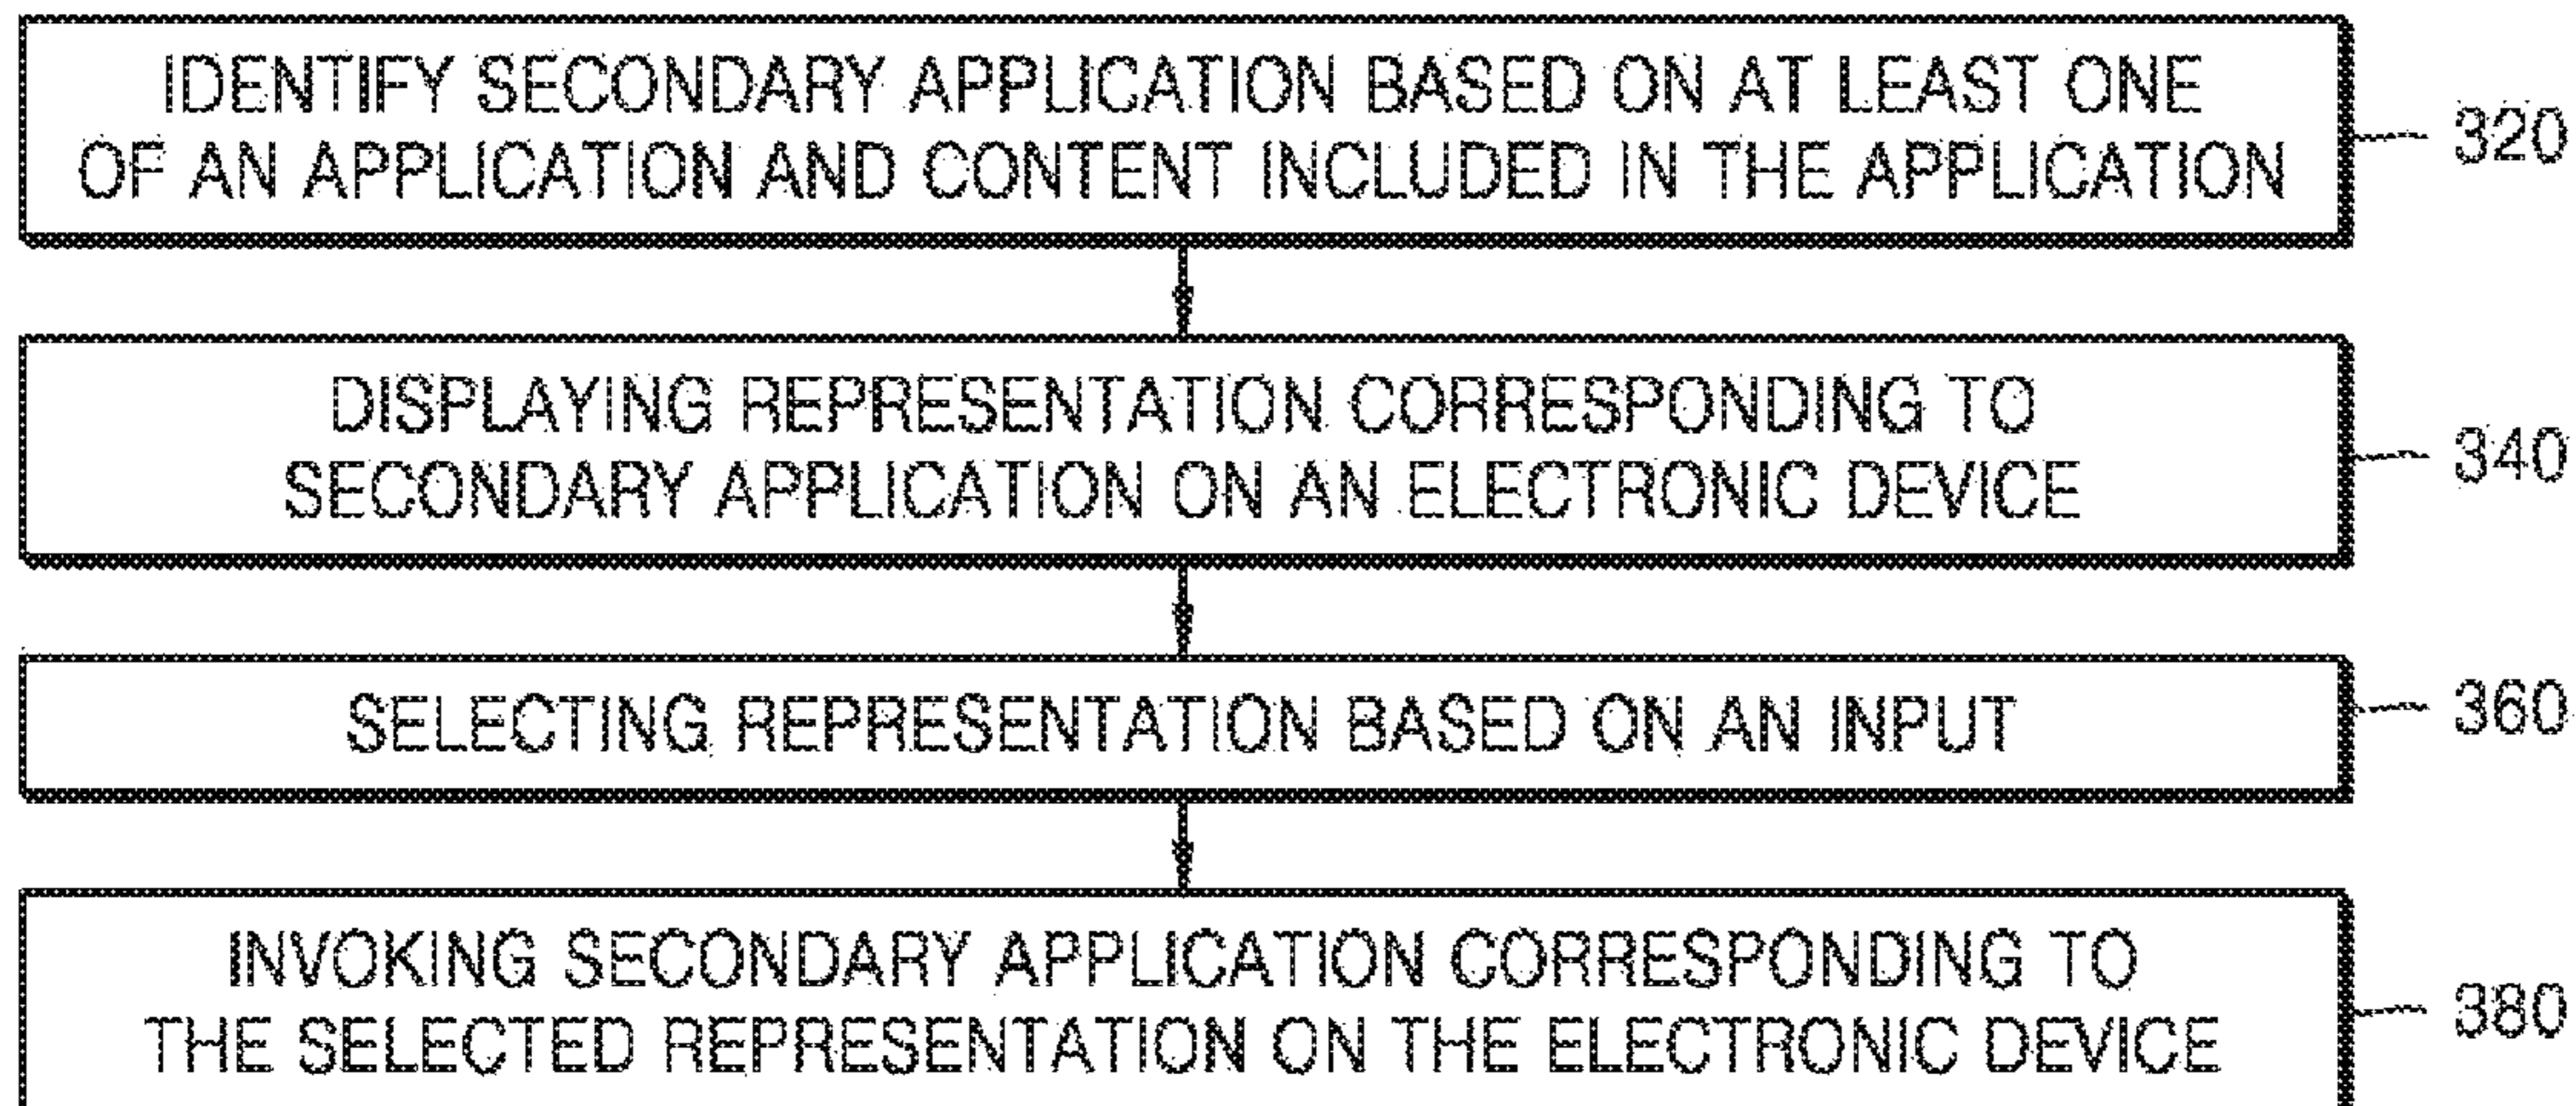 IDENTIFY SECONDARY APPLICATION BASED ON AT LEAST ONE
OF AN APPLICATION AND CONTENT INCLUDED IN THE APPLICATION
320
DISPLAYING REPRESENTATION CORRESPONDING TO
SECONDARY APPLICATION ON AN ELECTRONIC DEVICE
340
SELECTING REPRESENTATION BASED ON AN INPUT
360
INVOKING SECONDARY APPLICATION CORRESPONDING TO
THE SELECTED REPRESENTATION ON THE ELECTRONIC DEVICE
380